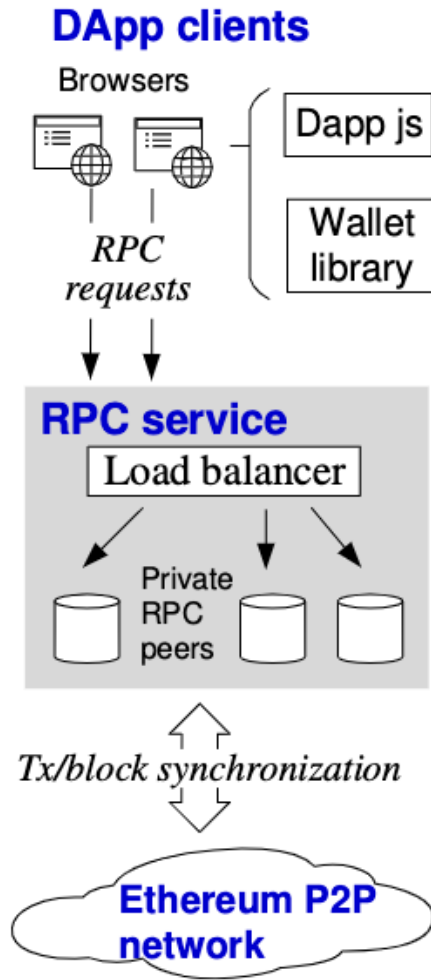 DApp clients
Browsers
Dapp js
Wallet
library
RPC
requests
RPC service
Load balancer
Private
RPC
peers
Tx/block synchronization
Ethereum P2P
network